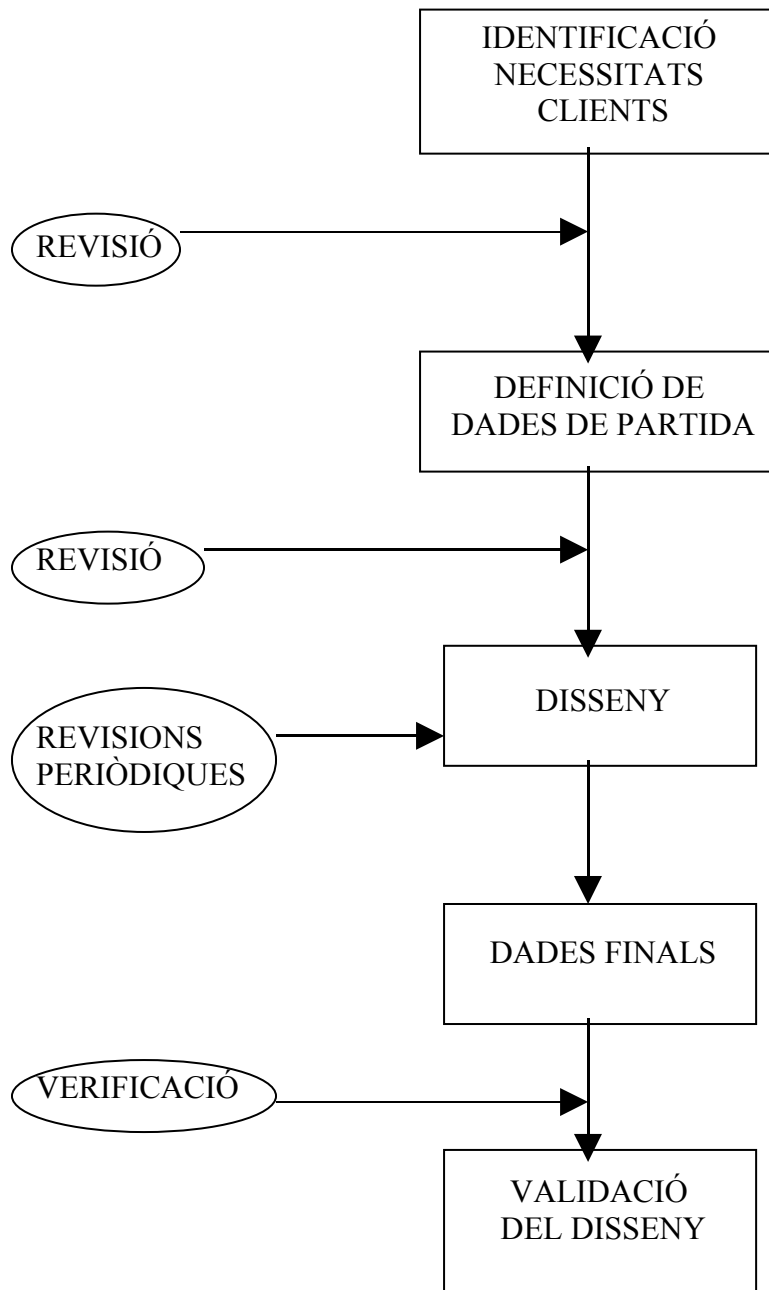 IDENTIFICACIÓ
NECESSITATS
CLIENTS
REVISIÓ
DEFINICIÓ DE
DADES DE PARTIDA
REVISIÓ
DISSENY
REVISIONS
PERIÒDIQUES
DADES FINALS
VERIFICACIÓ
VALIDACIÓ
DEL DISSENY